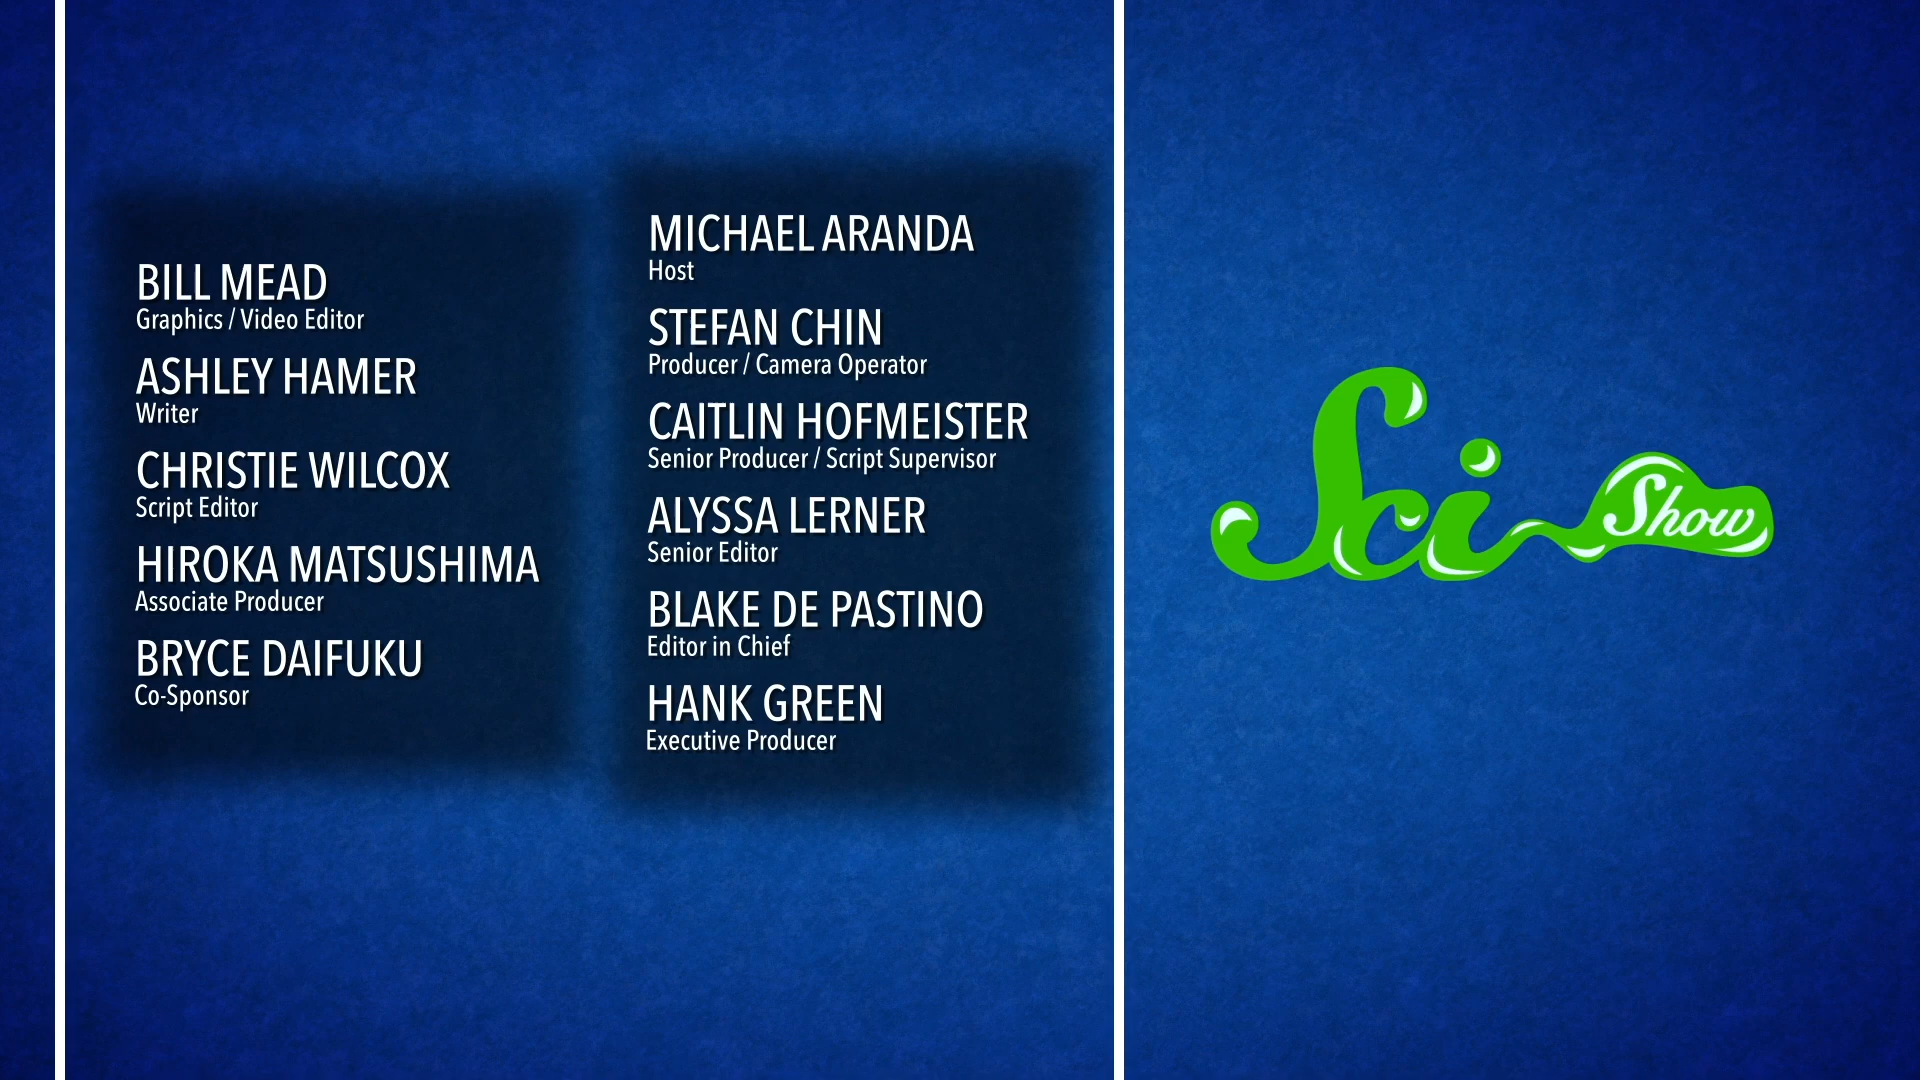 BILL MEAD
Graphics / Video Editor
ASHLEY HAMER
Writer
CHRISTIE WILCOX
Script Editor
HIROKA MATSUSHIMA
Associate Producer
BRYCE DAIFUKU
Co-Sponsor
MICHAEL ARANDA
Host
STEFAN CHIN
Producer / Camera Operator
CAITLIN HOFMEISTER
Senior Producer / Script Supervisor
ALYSSA LERNER
Senior Editor
BLAKE DE PASTINO
Editor in Chief
HANK GREEN
Executive Producer
Sci Show